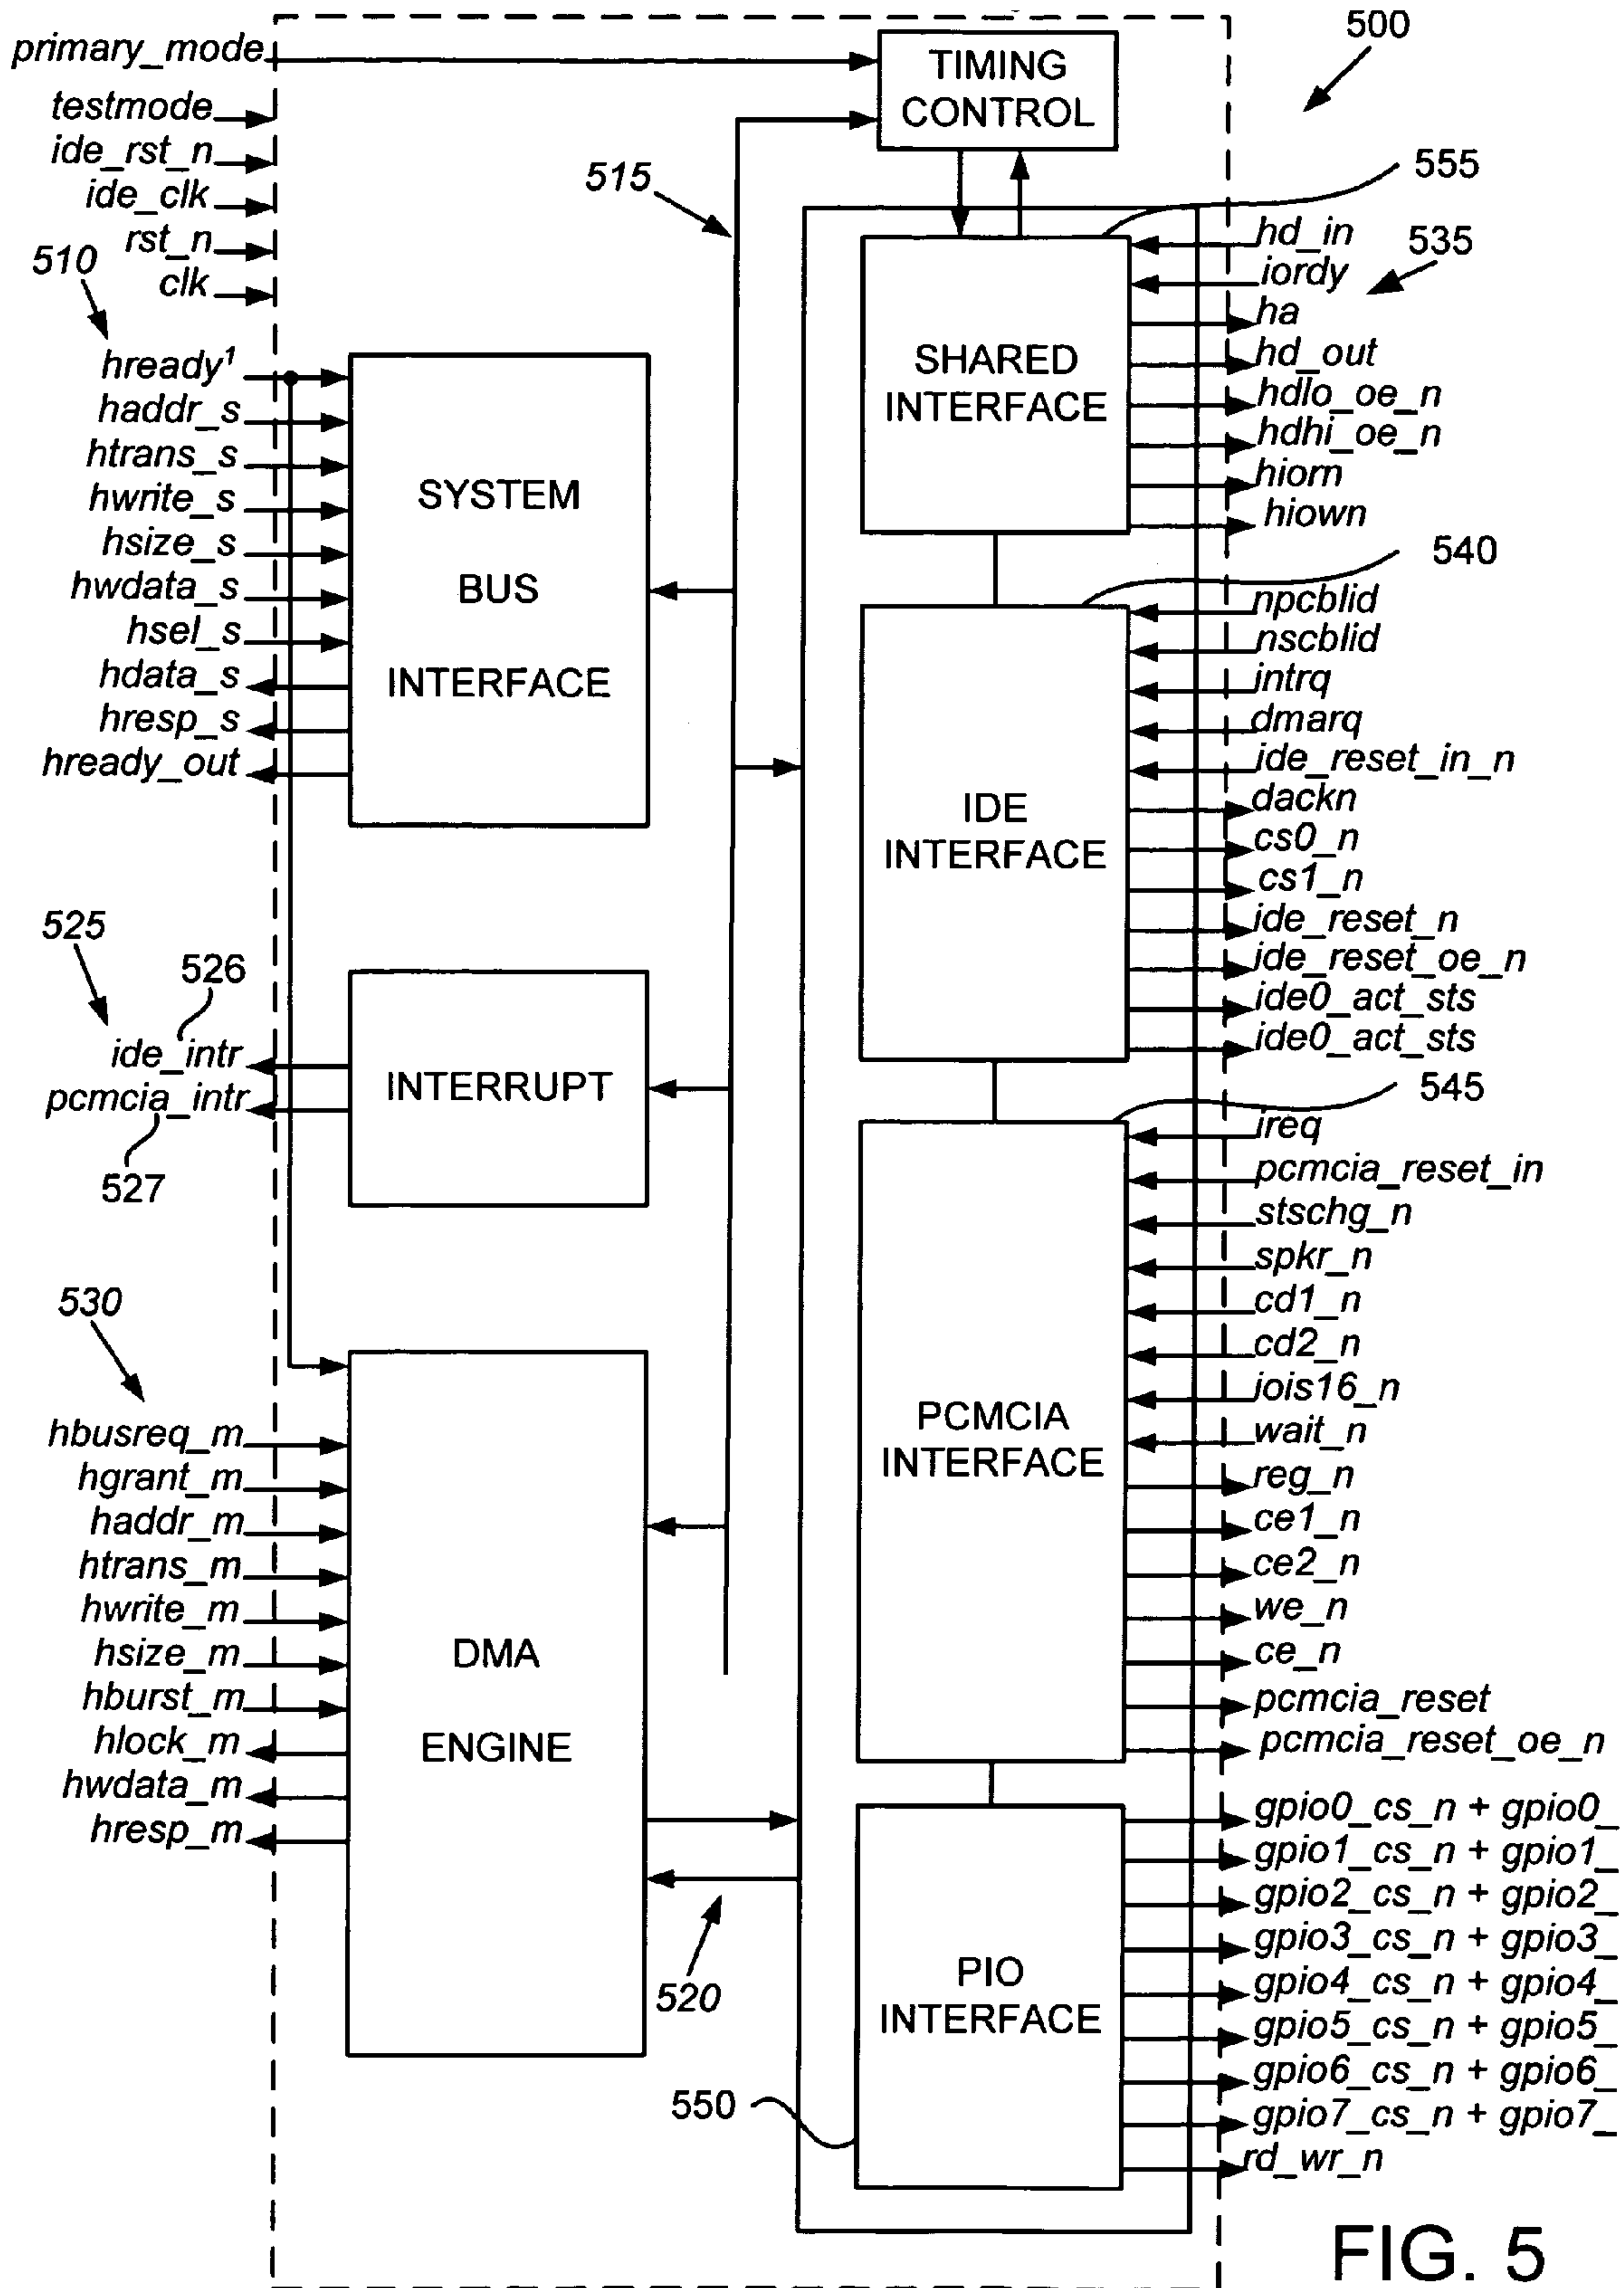 primary_mode
testmode
ide_rst_n
ide_clk
rst_n
clk
510
hready¹
haddr_s
htrans_s
hwrite_s
hsize_s
hwdata_s
hsel_s
hdata_s
hresp_s
hready_out
525
526
ide_intr
pcmcia_intr
527
530
hbusreq_m
hgrant_m
haddr_m
htrans_m
hwrite_m
hsize_m
hburst_m
hlock_m
hwdata_m
hresp_m
SYSTEM
BUS
INTERFACE
INTERRUPT
DMA
ENGINE
515
520
TIMING
CONTROL
500
555
SHARED
INTERFACE
hd_in
iordy
535
ha
hd_out
hdlo_oe_n
hdhi_oe_n
hiorn
hiown
540
IDE
INTERFACE
npcblid
nscblid
intrq
dmarq
ide_reset_in_n
dackn
cs0_n
cs1_n
ide_reset_n
ide_reset_oe_n
ide0_act_sts
ide0_act_sts
545
PCMCIA
INTERFACE
ireq
pcmcia_reset_in
stschg_n
spkr_n
cd1_n
cd2_n
iois16_n
wait_n
reg_n
ce1_n
ce2_n
we_n
ce_n
pcmcia_reset
pcmcia_reset_oe_n
PIO
INTERFACE
550
gpio0_cs_n + gpio0_
gpio1_cs_n + gpio1_
gpio2_cs_n + gpio2_
gpio3_cs_n + gpio3_
gpio4_cs_n + gpio4_
gpio5_cs_n + gpio5_
gpio6_cs_n + gpio6_
gpio7_cs_n + gpio7_
rd_wr_n
FIG. 5